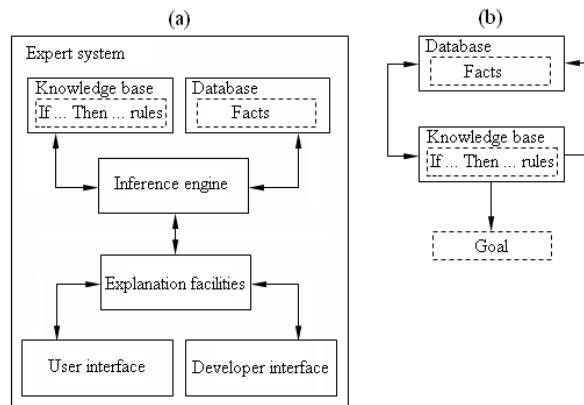 (a)
Expert system
Knowledge base
If ... Then ... rules
Database
Facts
Inference engine
Explanation facilities
User interface
Developer interface
(b)
Database
Facts
Knowledge base
If ... Then ... rules
Goal